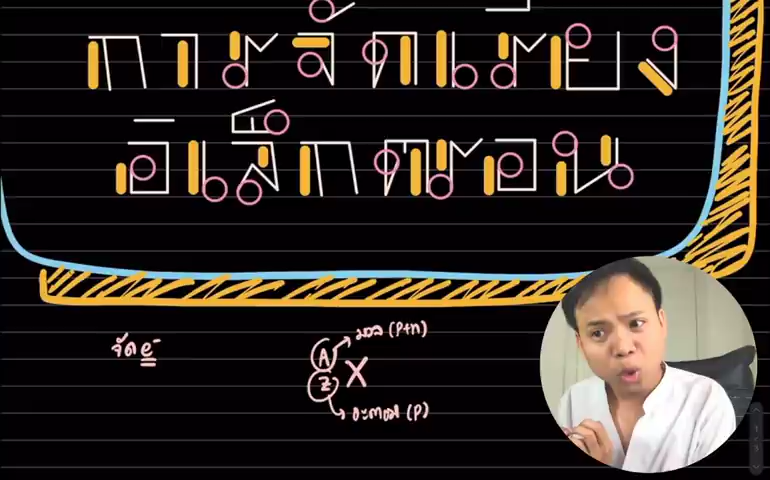 การจัดเรียง
อิเล็กตรอน
จัด e⁻
A → มวล (P+n)
Z X
→ อะตอม (P)